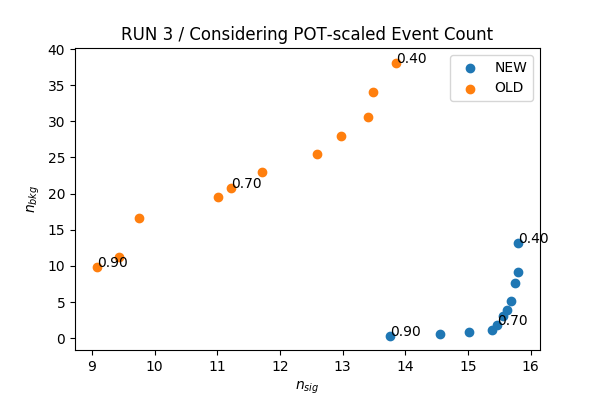 RUN 3 / Considering POT-scaled Event Count
40
35
30
25
20
15
10
5
0
n_bkg
0.40
0.70
0.90
0.40
0.70
0.90
NEW
OLD
9 10 11 12 13 14 15 16
n_sig